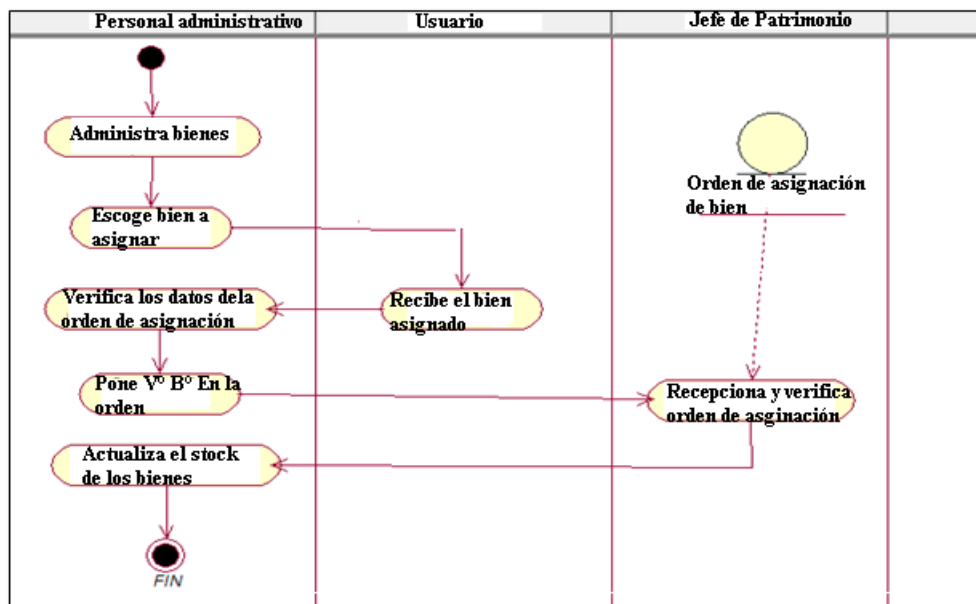 Personal administrativo
Usuario
Jefe de Patrimonio
Administra bienes
Orden de asignación
de bien
Escoge bien a
asignar
Verifica los datos dela
orden de asignación
Recibe el bien
asignado
Pone Vº Bº En la
orden
Recepciona y verifica
orden de asginación
Actualiza el stock
de los bienes
FIN